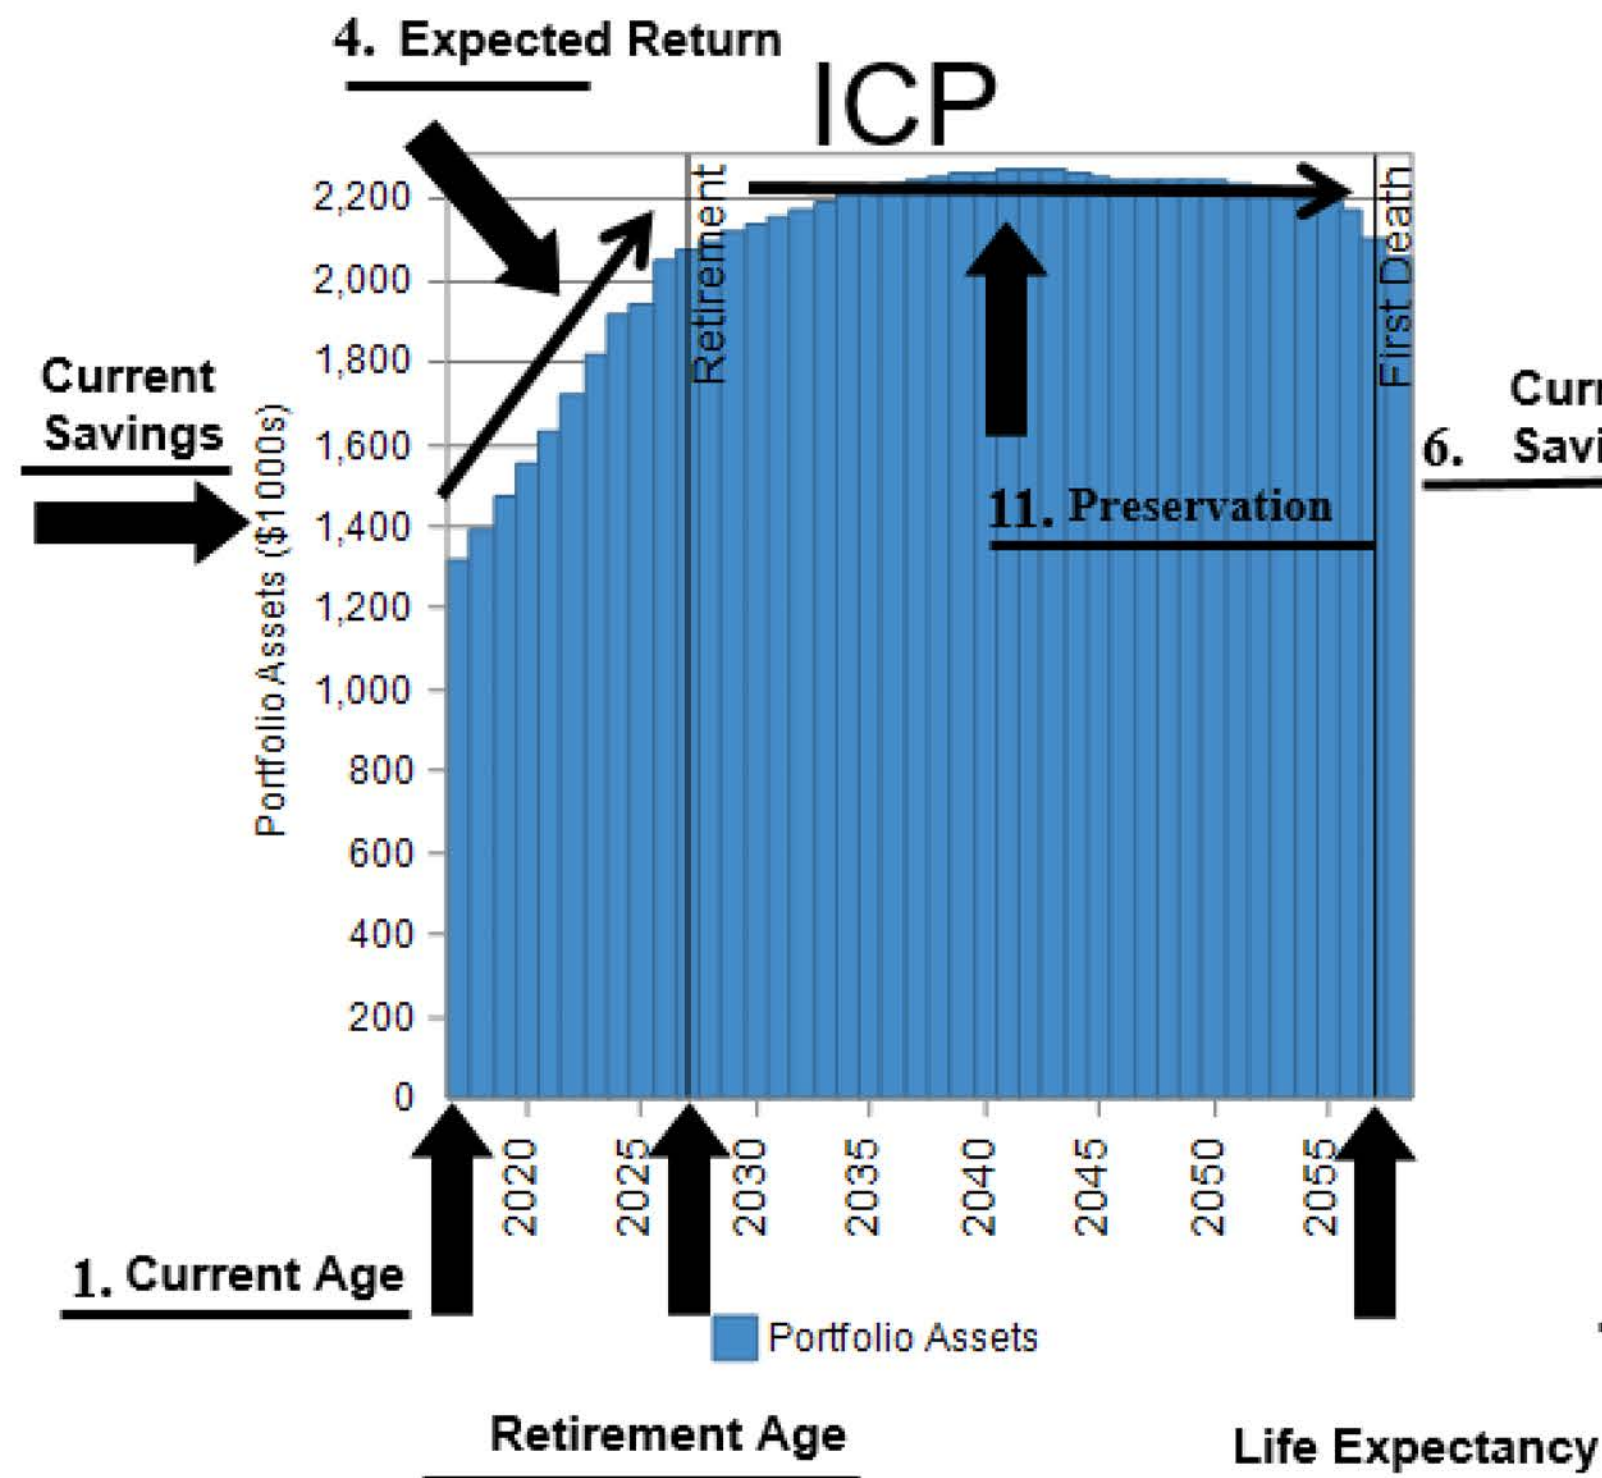 4. Expected Return
ICP
2,200
2,000
1,800
1,600
1,400
1,200
1,000
800
600
400
200
0
Portfolio Assets ($1000s)
Current
Savings
Retirement
First Death
11. Preservation
Curr
6. Savi
2020
2025
2030
2035
2040
2045
2050
2055
1. Current Age
Portfolio Assets
Retirement Age
Life Expectancy